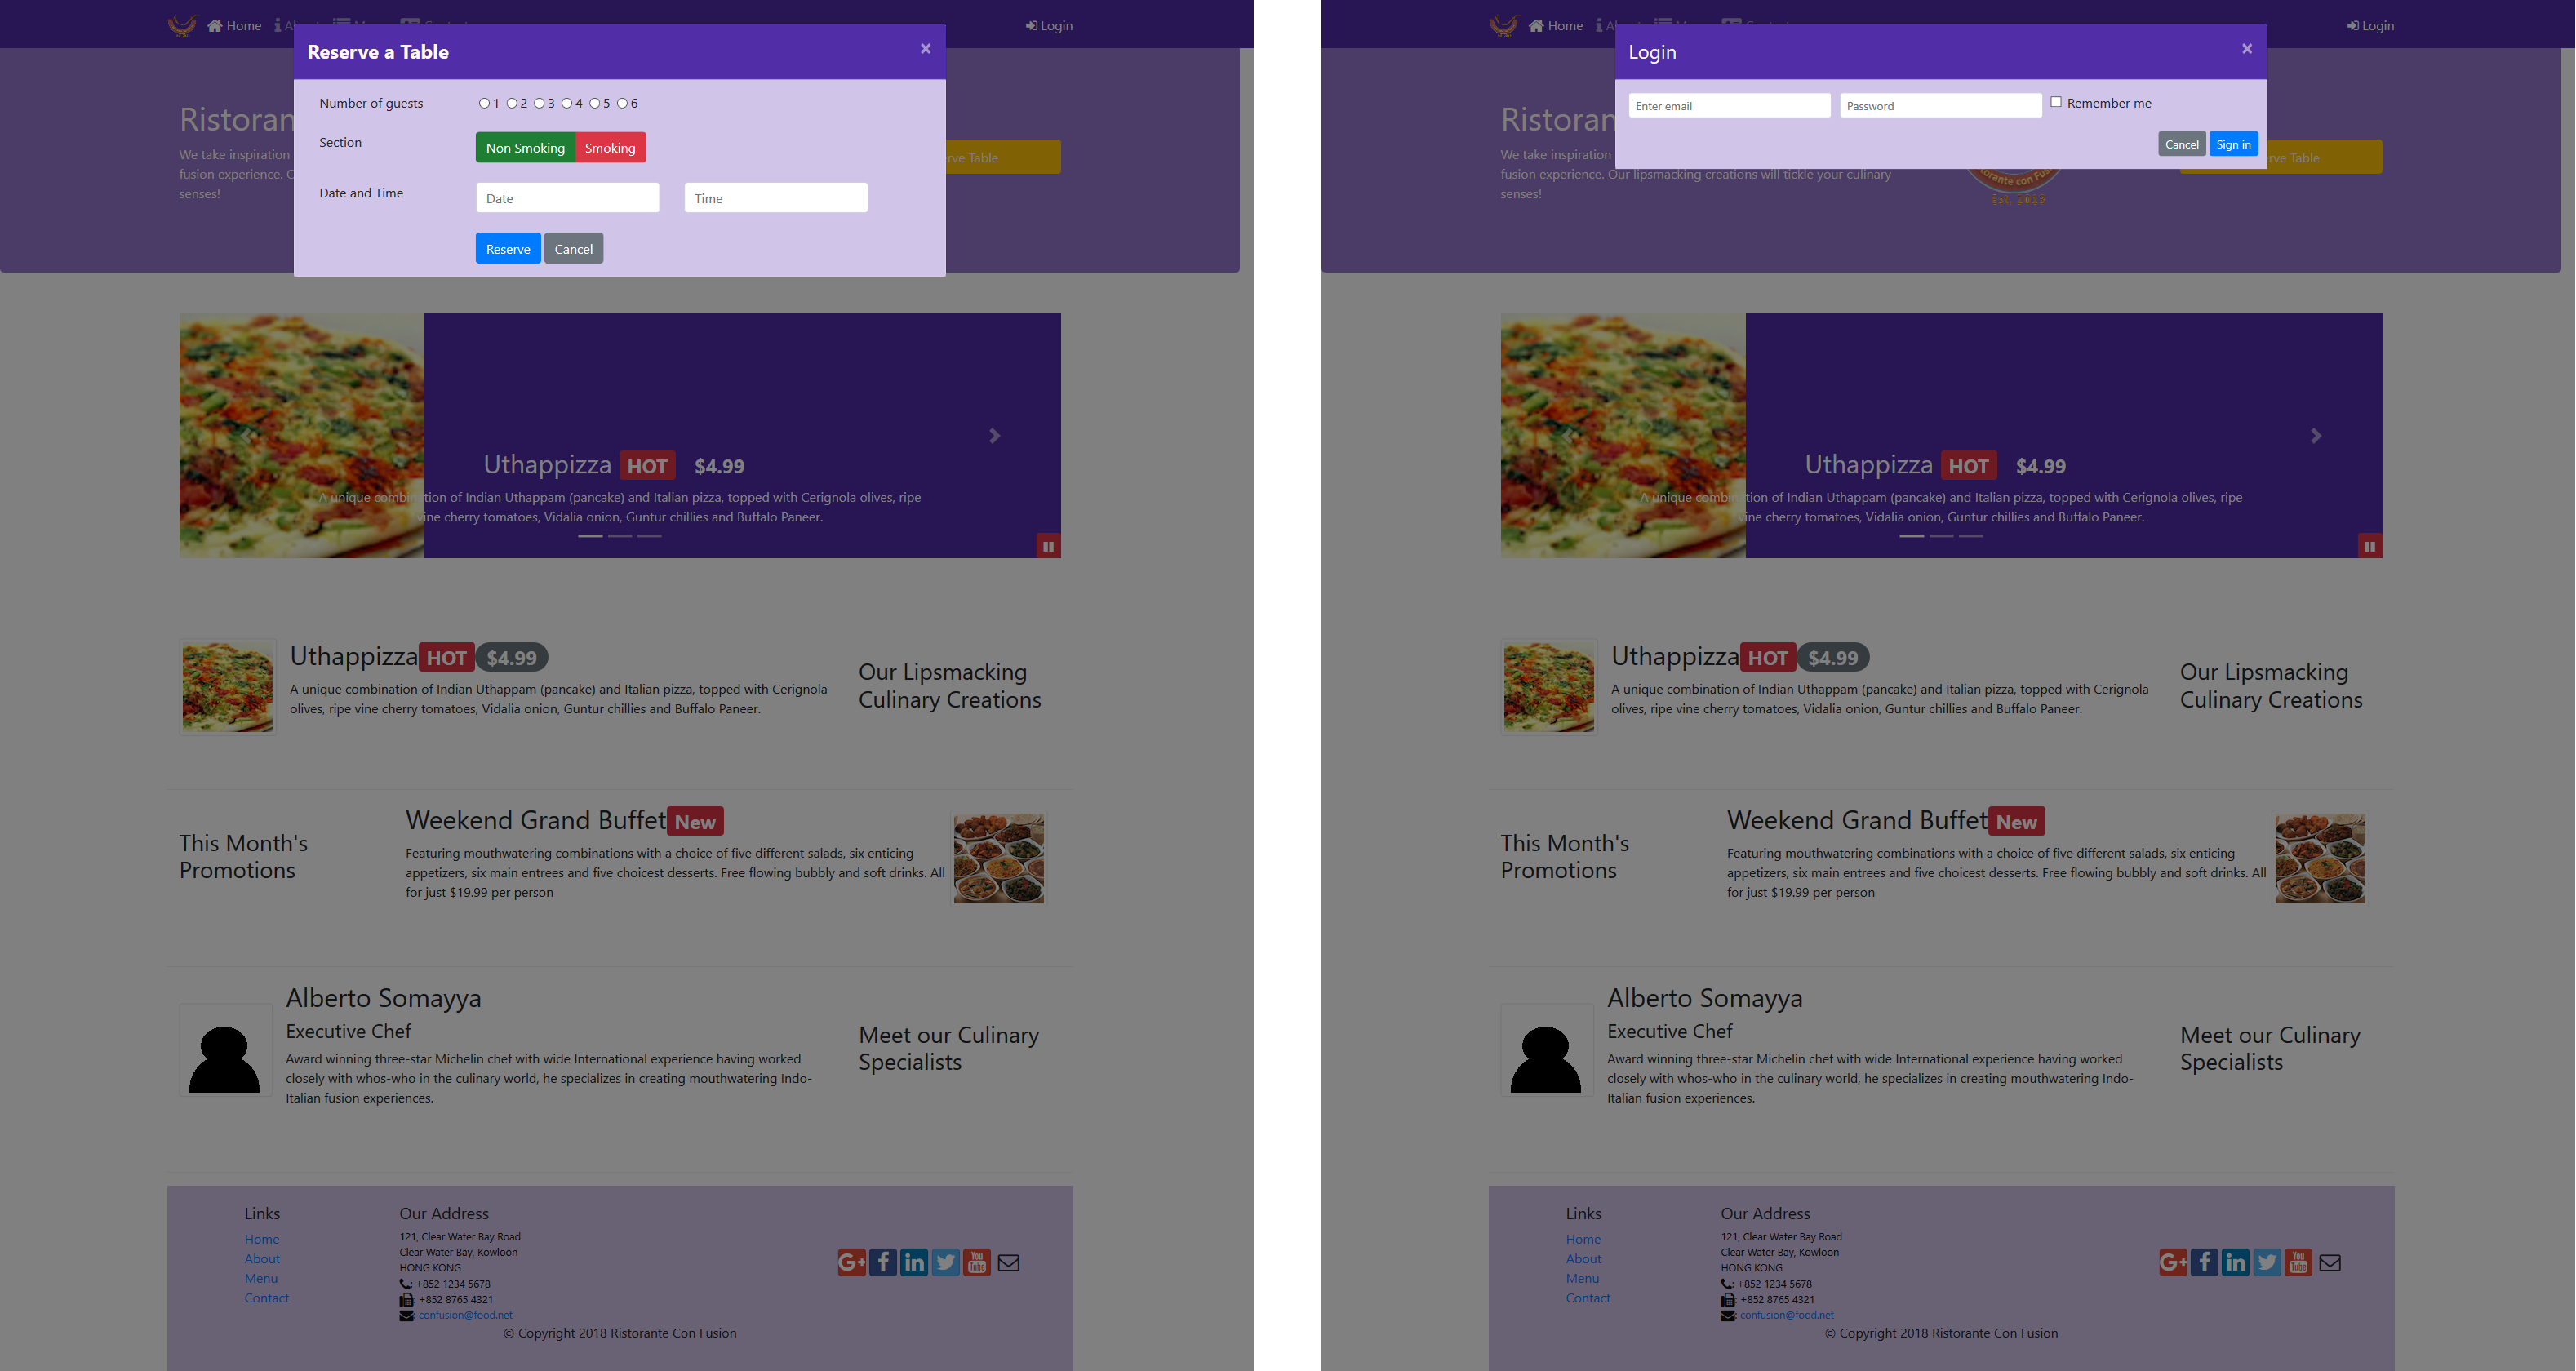 Home
Login
Reserve a Table
×
Number of guests
1 2 3 4 5 6
Section
Non Smoking Smoking
Date and Time
Date
Time
Reserve Cancel
We take inspiration
senses!
Uthappizza HOT $4.99
A unique combination of Indian Uthappam (pancake) and Italian pizza, topped with Cerignola olives, ripe
vine cherry tomatoes, Vidalia onion, Guntur chillies and Buffalo Paneer.
UthappizzaHOT $4.99
A unique combination of Indian Uthappam (pancake) and Italian pizza, topped with Cerignola
olives, ripe vine cherry tomatoes, Vidalia onion, Guntur chillies and Buffalo Paneer.
Our Lipsmacking
Culinary Creations
This Month's
Promotions
Weekend Grand BuffetNew
Featuring mouthwatering combinations with a choice of five different salads, six enticing
appetizers, six main entrees and five choicest desserts. Free flowing bubbly and soft drinks. All
for just $19.99 per person
Alberto Somayya
Executive Chef
Award winning three-star Michelin chef with wide International experience having worked
closely with whos-who in the culinary world, he specializes in creating mouthwatering Indo-
Italian fusion experiences.
Meet our Culinary
Specialists
Links
Home
About
Menu
Contact
Our Address
121, Clear Water Bay Road
Clear Water Bay, Kowloon
HONG KONG
: +852 1234 5678
: +852 8765 4321
: confusion@food.net
G+ f in You Tube
© Copyright 2018 Ristorante Con Fusion
Home
Login
Login
×
Enter email
Password
Remember me
Cancel Sign in
We take inspiration
fusion experience. Our lipsmacking creations will tickle your culinary
senses!
Table
EST. 2019
Uthappizza HOT $4.99
A unique combination of Indian Uthappam (pancake) and Italian pizza, topped with Cerignola olives, ripe
vine cherry tomatoes, Vidalia onion, Guntur chillies and Buffalo Paneer.
UthappizzaHOT $4.99
A unique combination of Indian Uthappam (pancake) and Italian pizza, topped with Cerignola
olives, ripe vine cherry tomatoes, Vidalia onion, Guntur chillies and Buffalo Paneer.
Our Lipsmacking
Culinary Creations
This Month's
Promotions
Weekend Grand BuffetNew
Featuring mouthwatering combinations with a choice of five different salads, six enticing
appetizers, six main entrees and five choicest desserts. Free flowing bubbly and soft drinks. All
for just $19.99 per person
Alberto Somayya
Executive Chef
Award winning three-star Michelin chef with wide International experience having worked
closely with whos-who in the culinary world, he specializes in creating mouthwatering Indo-
Italian fusion experiences.
Meet our Culinary
Specialists
Links
Home
About
Menu
Contact
Our Address
121, Clear Water Bay Road
Clear Water Bay, Kowloon
HONG KONG
: +852 1234 5678
: +852 8765 4321
: confusion@food.net
G+ f in You Tube
© Copyright 2018 Ristorante Con Fusion